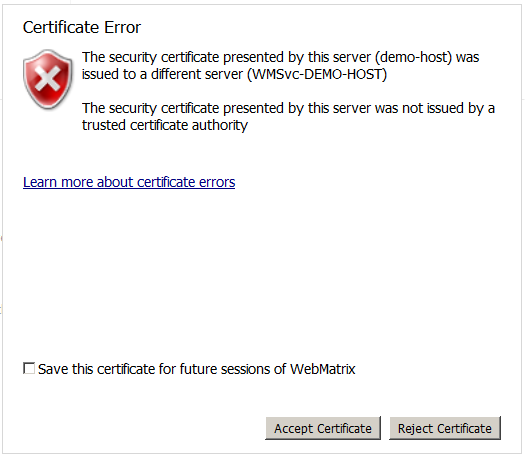 Certificate Error
The security certificate presented by this server (demo-host) was
issued to a different server (WMSvc-DEMO-HOST)
The security certificate presented by this server was not issued by a
trusted certificate authority
Learn more about certificate errors
Save this certificate for future sessions of WebMatrix
Accept Certificate
Reject Certificate